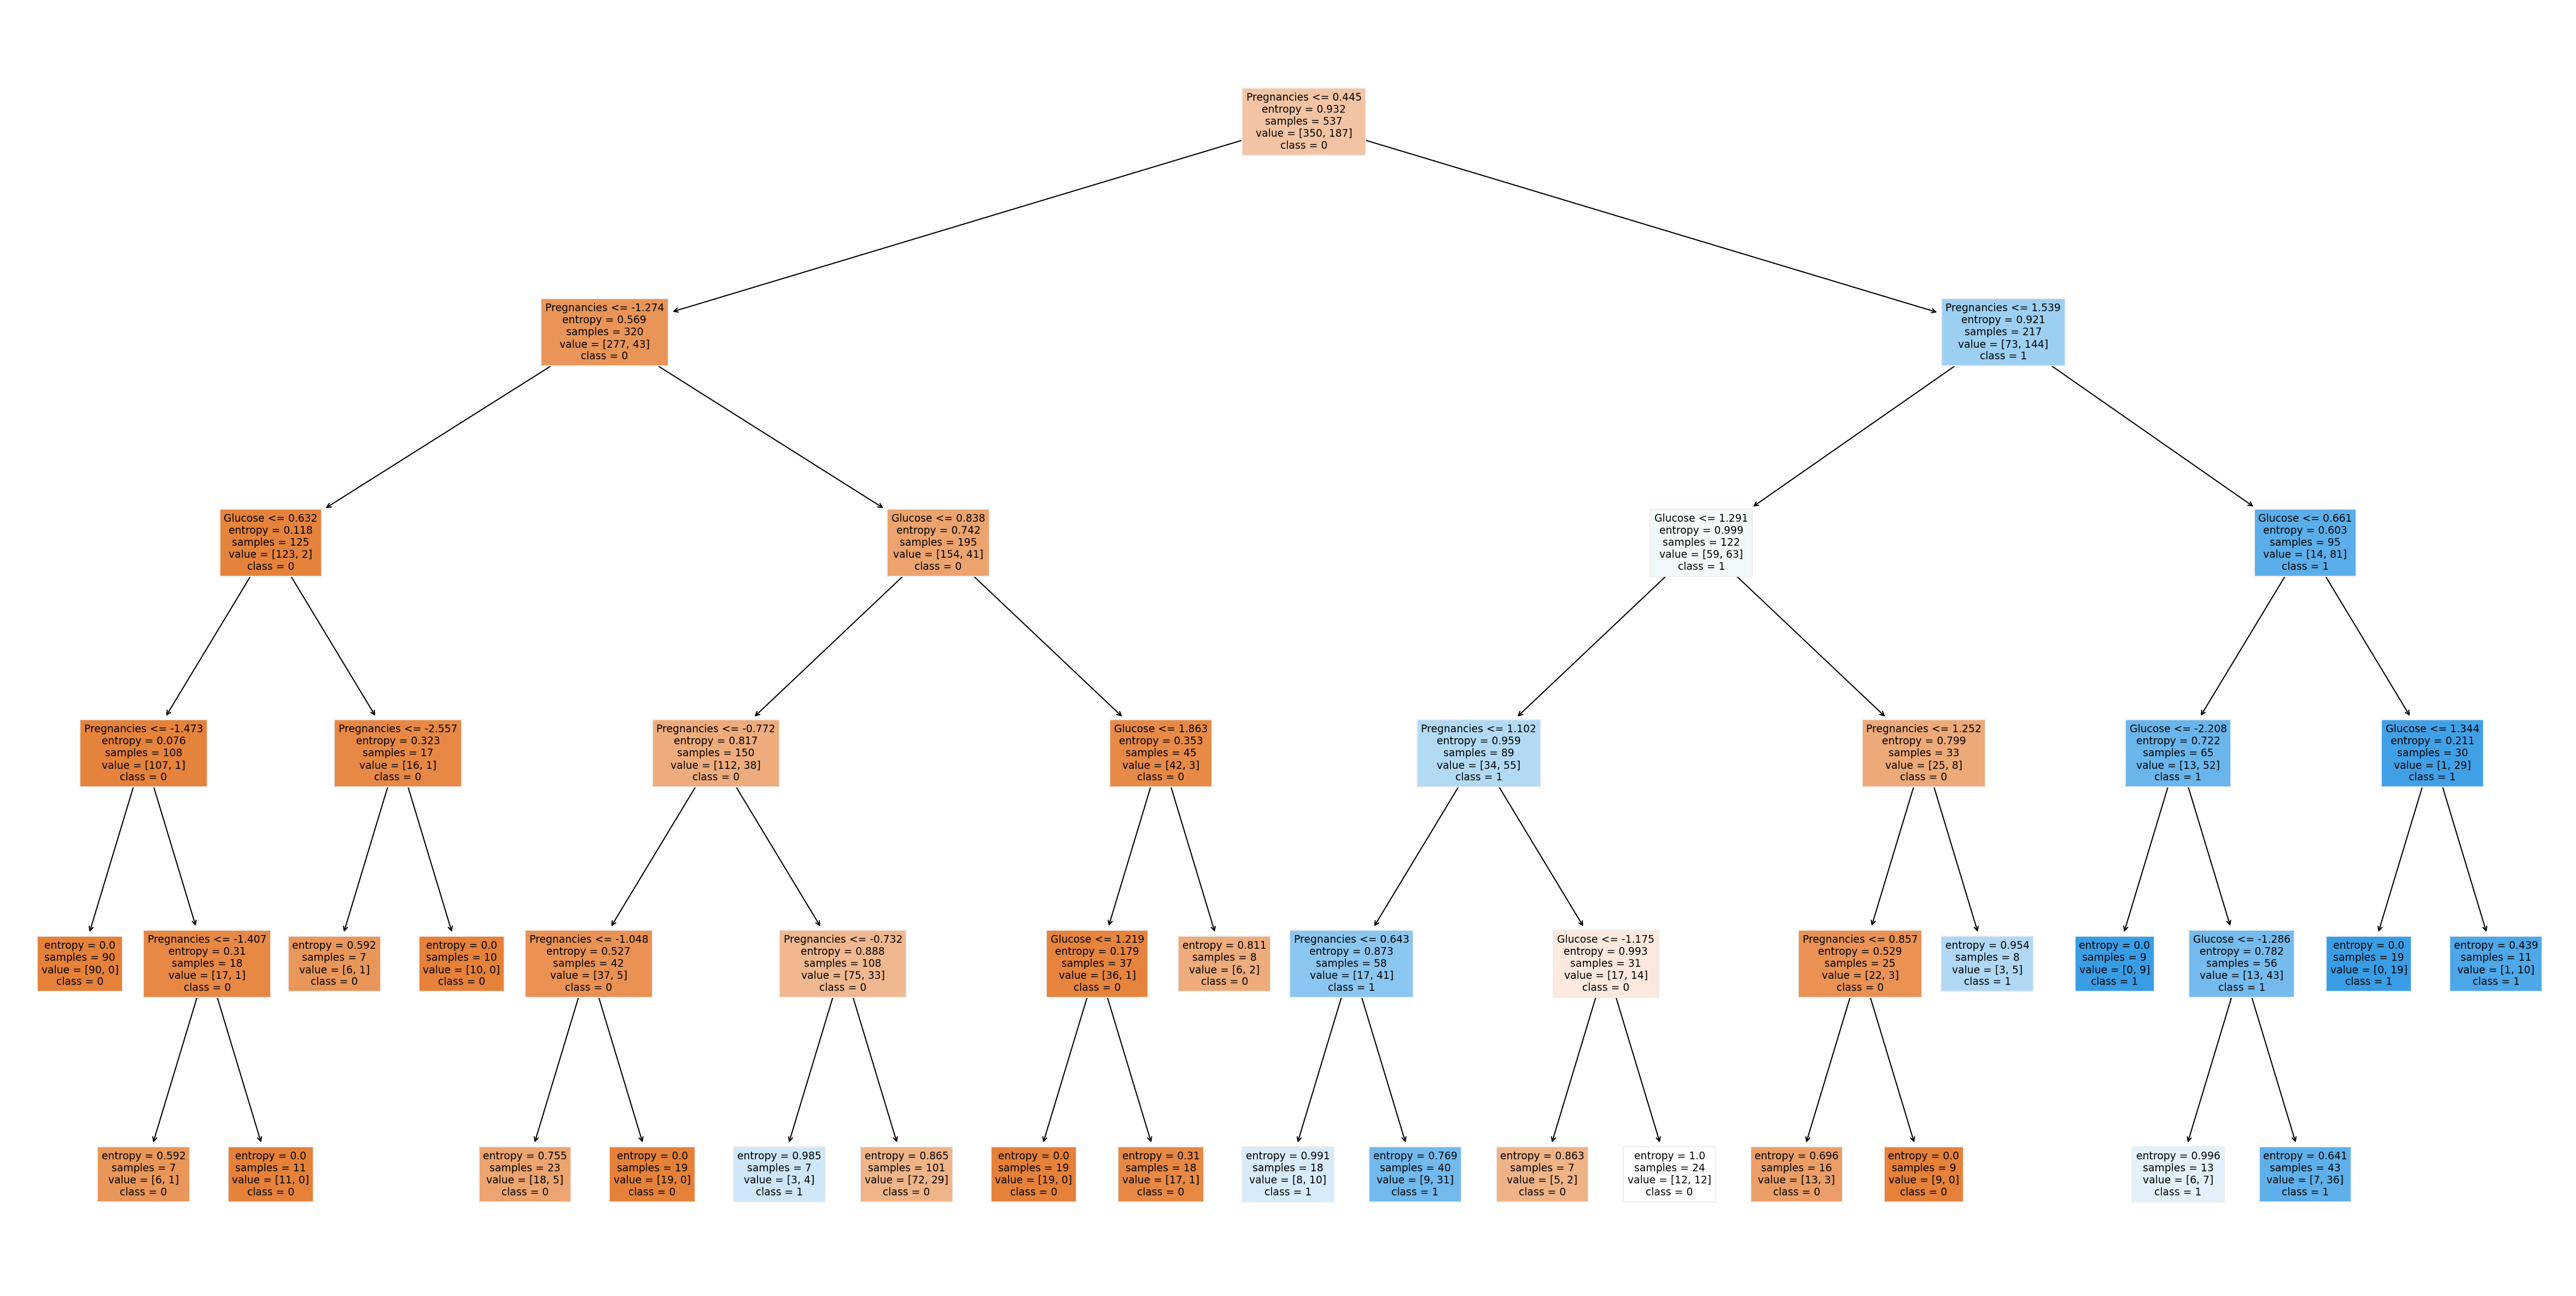 Pregnancies <= 0.445
entropy = 0.932
samples = 537
value = [350, 187]
class = 0
Pregnancies <= -1.274
entropy = 0.569
samples = 320
value = [277, 43]
class = 0
Pregnancies <= 1.539
entropy = 0.921
samples = 217
value = [73, 144]
class = 1
Glucose <= 0.632
entropy = 0.118
samples = 125
value = [123, 2]
class = 0
Glucose <= 0.838
entropy = 0.742
samples = 195
value = [154, 41]
class = 0
Glucose <= 1.291
entropy = 0.999
samples = 122
value = [59, 63]
class = 1
Glucose <= 0.661
entropy = 0.603
samples = 95
value = [14, 81]
class = 1
Pregnancies <= -1.473
entropy = 0.076
samples = 108
value = [107, 1]
class = 0
Pregnancies <= -2.557
entropy = 0.323
samples = 17
value = [16, 1]
class = 0
Pregnancies <= -0.772
entropy = 0.817
samples = 150
value = [112, 38]
class = 0
Glucose <= 1.863
entropy = 0.353
samples = 45
value = [42, 3]
class = 0
Pregnancies <= 1.102
entropy = 0.959
samples = 89
value = [34, 55]
class = 1
Pregnancies <= 1.252
entropy = 0.799
samples = 33
value = [25, 8]
class = 0
Glucose <= -2.208
entropy = 0.722
samples = 65
value = [13, 52]
class = 1
Glucose <= 1.344
entropy = 0.211
samples = 30
value = [1, 29]
class = 1
entropy = 0.0
samples = 90
value = [90, 0]
class = 0
Pregnancies <= -1.407
entropy = 0.31
samples = 18
value = [17, 1]
class = 0
entropy = 0.592
samples = 7
value = [6, 1]
class = 0
entropy = 0.0
samples = 10
value = [10, 0]
class = 0
Pregnancies <= -1.048
entropy = 0.527
samples = 42
value = [37, 5]
class = 0
Pregnancies <= -0.732
entropy = 0.888
samples = 108
value = [75, 33]
class = 0
Glucose <= 1.219
entropy = 0.179
samples = 37
value = [36, 1]
class = 0
entropy = 0.811
samples = 8
value = [6, 2]
class = 0
Pregnancies <= 0.643
entropy = 0.873
samples = 58
value = [17, 41]
class = 1
Glucose <= -1.175
entropy = 0.993
samples = 31
value = [17, 14]
class = 0
Pregnancies <= 0.857
entropy = 0.529
samples = 25
value = [22, 3]
class = 0
entropy = 0.954
samples = 8
value = [3, 5]
class = 1
entropy = 0.0
samples = 9
value = [0, 9]
class = 1
Glucose <= -1.286
entropy = 0.782
samples = 56
value = [13, 43]
class = 1
entropy = 0.0
samples = 19
value = [0, 19]
class = 1
entropy = 0.439
samples = 11
value = [1, 10]
class = 1
entropy = 0.592
samples = 7
value = [6, 1]
class = 0
entropy = 0.0
samples = 11
value = [11, 0]
class = 0
entropy = 0.755
samples = 23
value = [18, 5]
class = 0
entropy = 0.0
samples = 19
value = [19, 0]
class = 0
entropy = 0.985
samples = 7
value = [3, 4]
class = 1
entropy = 0.865
samples = 101
value = [72, 29]
class = 0
entropy = 0.0
samples = 19
value = [19, 0]
class = 0
entropy = 0.31
samples = 18
value = [17, 1]
class = 0
entropy = 0.991
samples = 18
value = [8, 10]
class = 1
entropy = 0.769
samples = 40
value = [9, 31]
class = 1
entropy = 0.863
samples = 7
value = [5, 2]
class = 0
entropy = 1.0
samples = 24
value = [12, 12]
class = 0
entropy = 0.696
samples = 16
value = [13, 3]
class = 0
entropy = 0.0
samples = 9
value = [9, 0]
class = 0
entropy = 0.996
samples = 13
value = [6, 7]
class = 1
entropy = 0.641
samples = 43
value = [7, 36]
class = 1